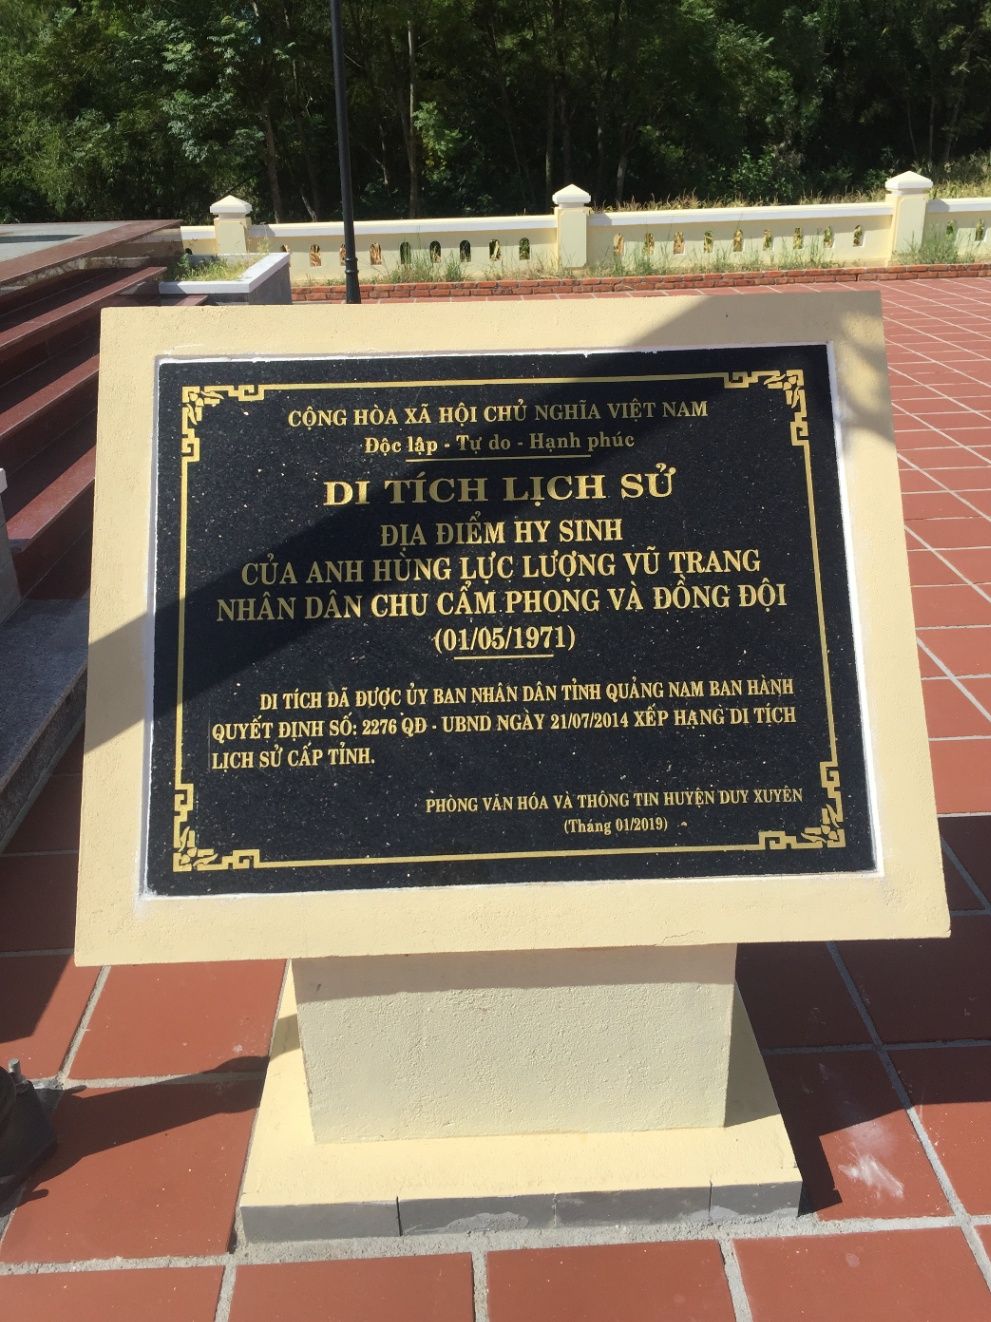 CỘNG HÒA XÃ HỘI CHỦ NGHĨA VIỆT NAM
Độc lập - Tự do - Hạnh phúc
DI TÍCH LỊCH SỬ
ĐỊA ĐIỂM HY SINH
CỦA ANH HÙNG LỰC LƯỢNG VŨ TRANG
NHÂN DÂN CHU CẨM PHONG VÀ ĐỒNG ĐỘI
(01/05/1971)
DI TÍCH ĐÃ ĐƯỢC ỦY BAN NHÂN DÂN TỈNH QUẢNG NAM BAN HÀNH
QUYẾT ĐỊNH SỐ: 2276 QĐ - UBND NGÀY 21/07/2014 XẾP HẠNG DI TÍCH
LỊCH SỬ CẤP TỈNH.
PHÒNG VĂN HÓA VÀ THÔNG TIN HUYỆN DUY XUYÊN
(Tháng 01/2019)